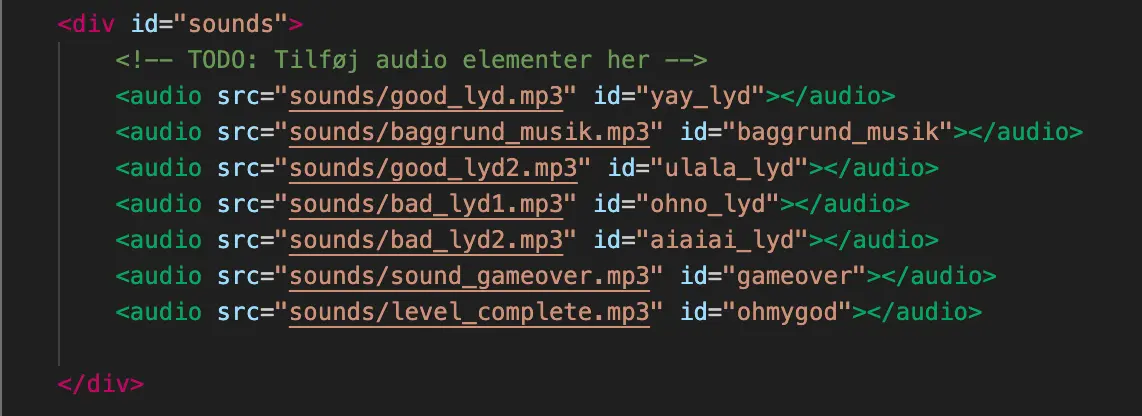 <div id="sounds">
<!-- TODO: Tilføj audio elementer her -->
<audio src="sounds/good_lyd.mp3" id="yay_lyd"></audio>
<audio src="sounds/baggrund_musik.mp3" id="baggrund_musik"></audio>
<audio src="sounds/good_lyd2.mp3" id="ulala_lyd"></audio>
<audio src="sounds/bad_lyd1.mp3" id="ohno_lyd"></audio>
<audio src="sounds/bad_lyd2.mp3" id="aiaiai_lyd"></audio>
<audio src="sounds/sound_gameover.mp3" id="gameover"></audio>
<audio src="sounds/level_complete.mp3" id="ohmygod"></audio>
</div>